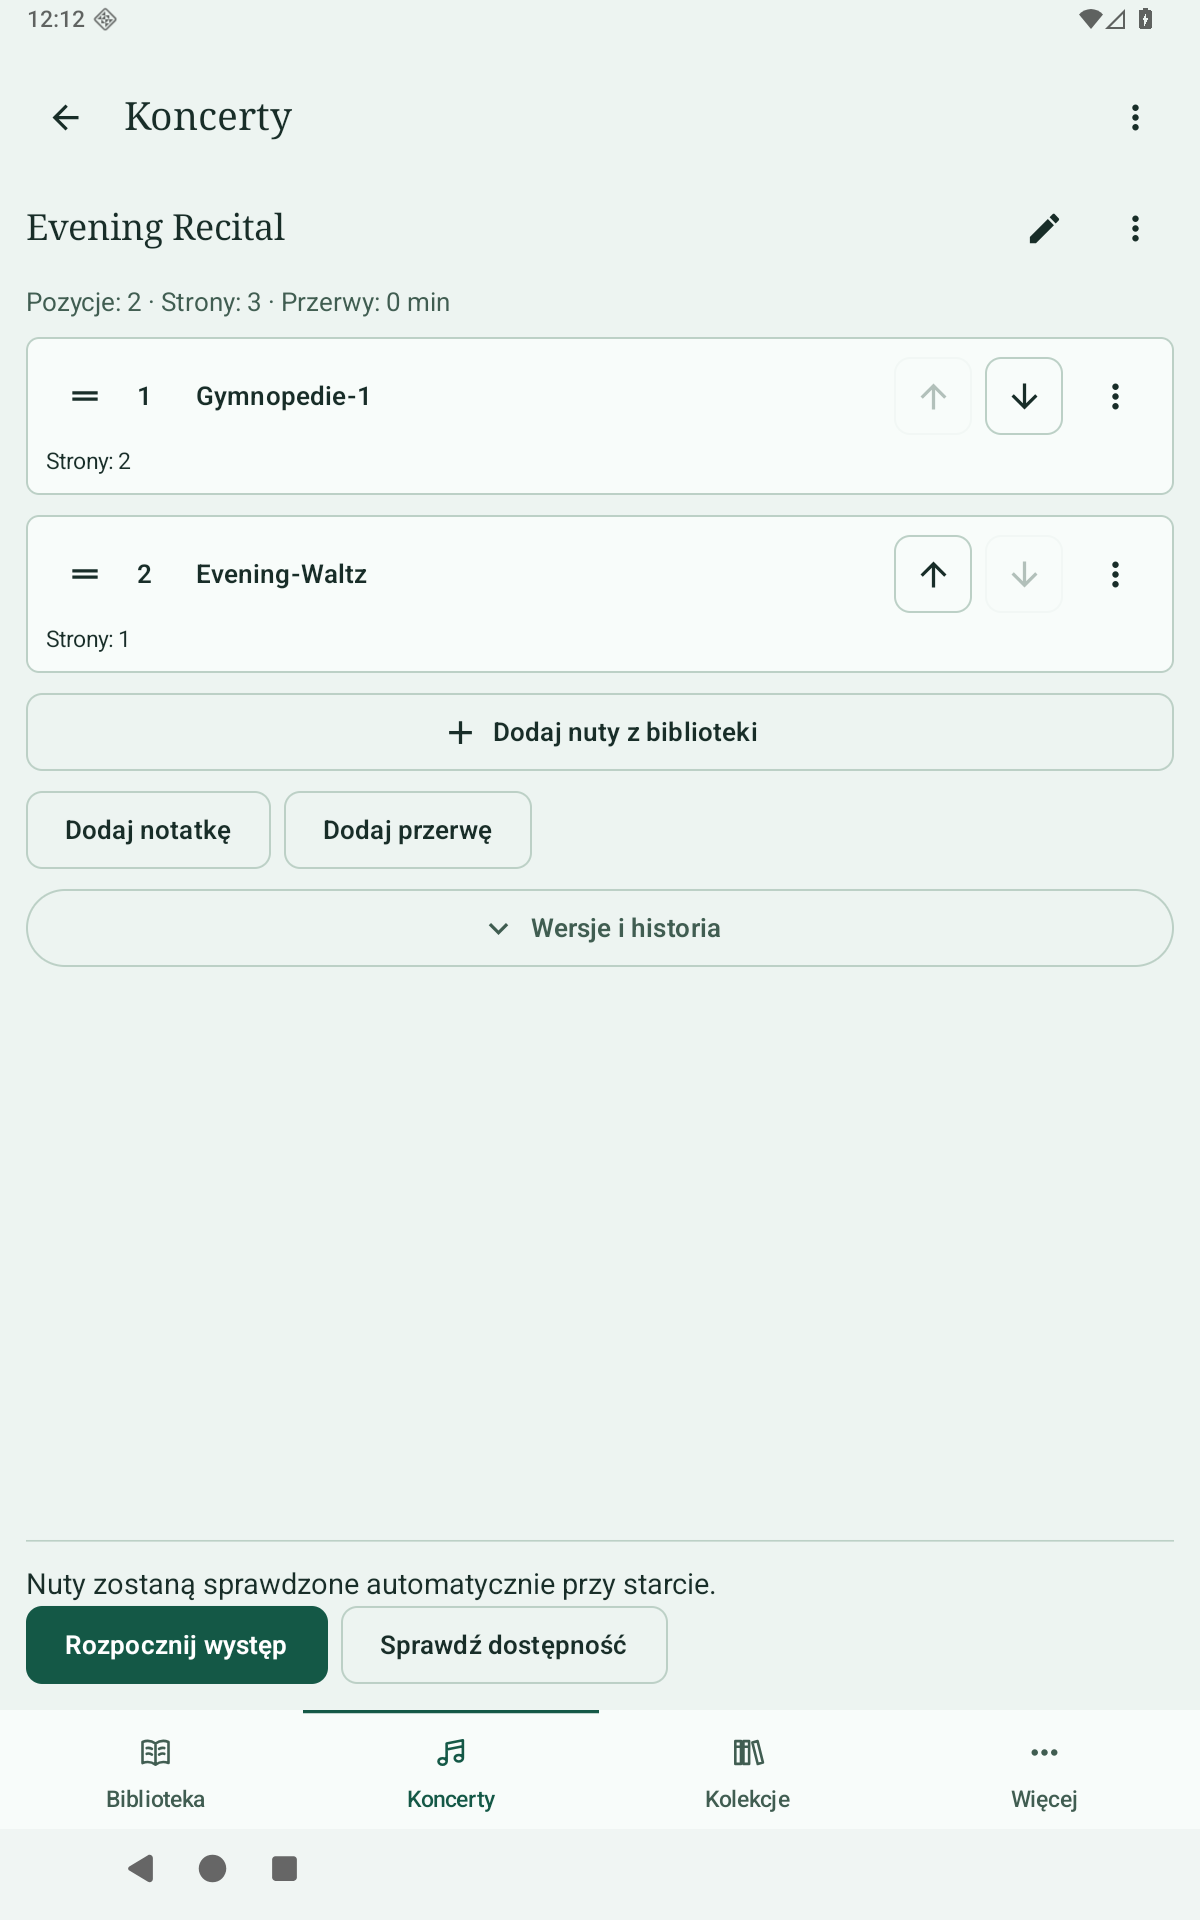 12:12
Koncerty
Evening Recital
Pozycje: 2 · Strony: 3 · Przerwy: 0 min
1 Gymnopedie-1
Strony: 2
2 Evening-Waltz
Strony: 1
Dodaj nuty z biblioteki
Dodaj notatkę Dodaj przerwę
Wersje i historia
Nuty zostaną sprawdzone automatycznie przy starcie.
Rozpocznij występ Sprawdź dostępność
Biblioteka Koncerty Kolekcje Więcej